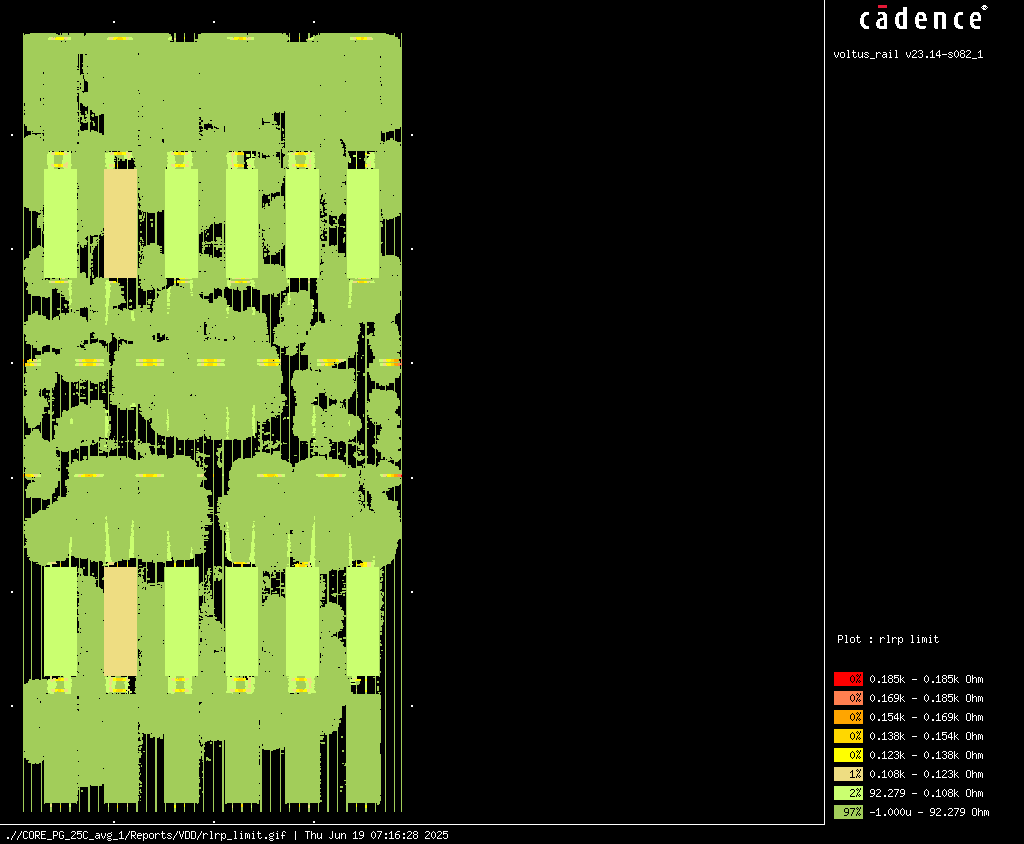 cādence®
voltus_rail v23.14-s082_1
Plot : rlrp limit
0% 0.185k - 0.185k Ohm
0% 0.169k - 0.185k Ohm
0% 0.154k - 0.169k Ohm
0% 0.138k - 0.154k Ohm
0% 0.123k - 0.138k Ohm
1% 0.108k - 0.123k Ohm
2% 92.279 - 0.108k Ohm
97% -1.000u - 92.279 Ohm
.//CORE_PG_25C_avg_1/Reports/VDD/rlrp_limit.gif | Thu Jun 19 07:16:28 2025